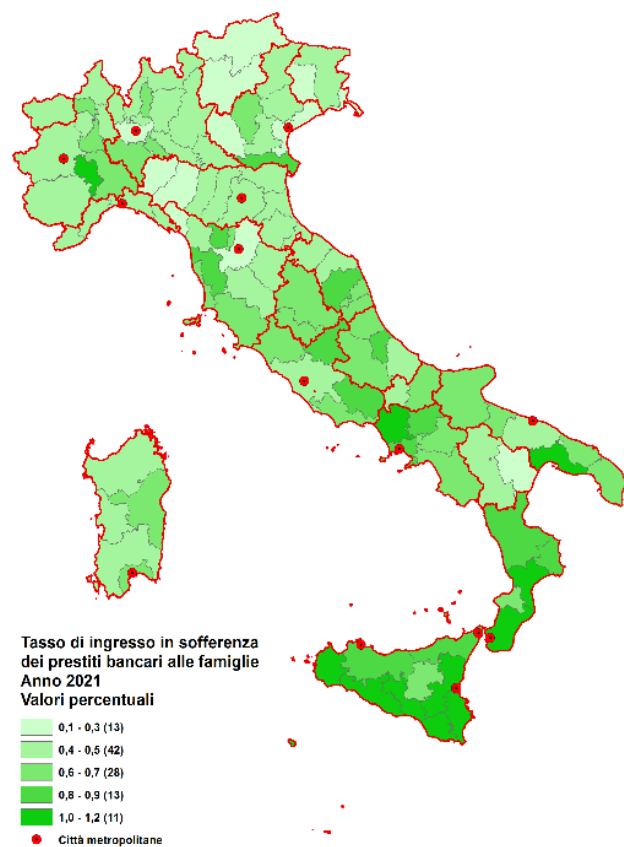 Tasso di ingresso in sofferenza
dei prestiti bancari alle famiglie
Anno 2021
Valori percentuali
0,1 - 0,3 (13)
0,4 - 0,5 (42)
0,6 - 0,7 (28)
0,8 - 0,9 (13)
1,0 - 1,2 (11)
Città metropolitane